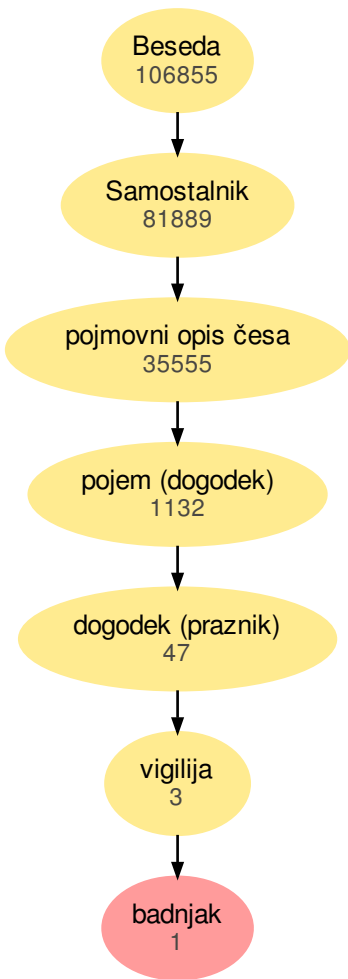 Beseda
106855
Samostalnik
81889
pojmovni opis česa
35555
pojem (dogodek)
1132
dogodek (praznik)
47
vigilija
3
badnjak
1